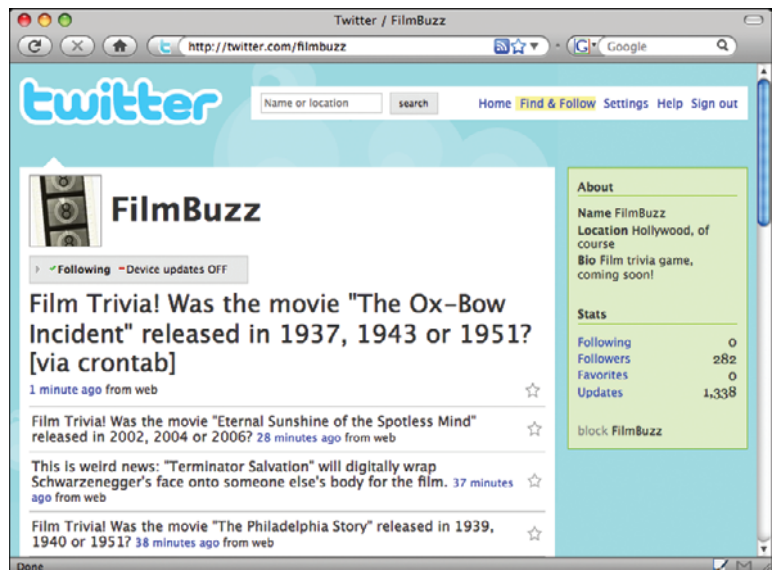 Twitter / FilmBuzz
http://twitter.com/filmbuzz
G
Google
twitter
Name or location
search
Home Find & Follow Settings Help Sign out
8
8
FilmBuzz
Following Device updates OFF
Film Trivia! Was the movie "The Ox-Bow
Incident" released in 1937, 1943 or 1951?
[via crontab]
1 minute ago from web
Film Trivia! Was the movie "Eternal Sunshine of the Spotless Mind"
released in 2002, 2004 or 2006? 28 minutes ago from web
This is weird news: "Terminator Salvation" will digitally wrap
Schwarzenegger's face onto someone else's body for the film. 37 minutes
ago from web
Film Trivia! Was the movie "The Philadelphia Story" released in 1939,
1940 or 1951? 38 minutes ago from web
About
Name FilmBuzz
Location Hollywood, of
course
Bio Film trivia game,
coming soon!
Stats
Following 0
Followers 282
Favorites 0
Updates 1,338
block FilmBuzz
Done